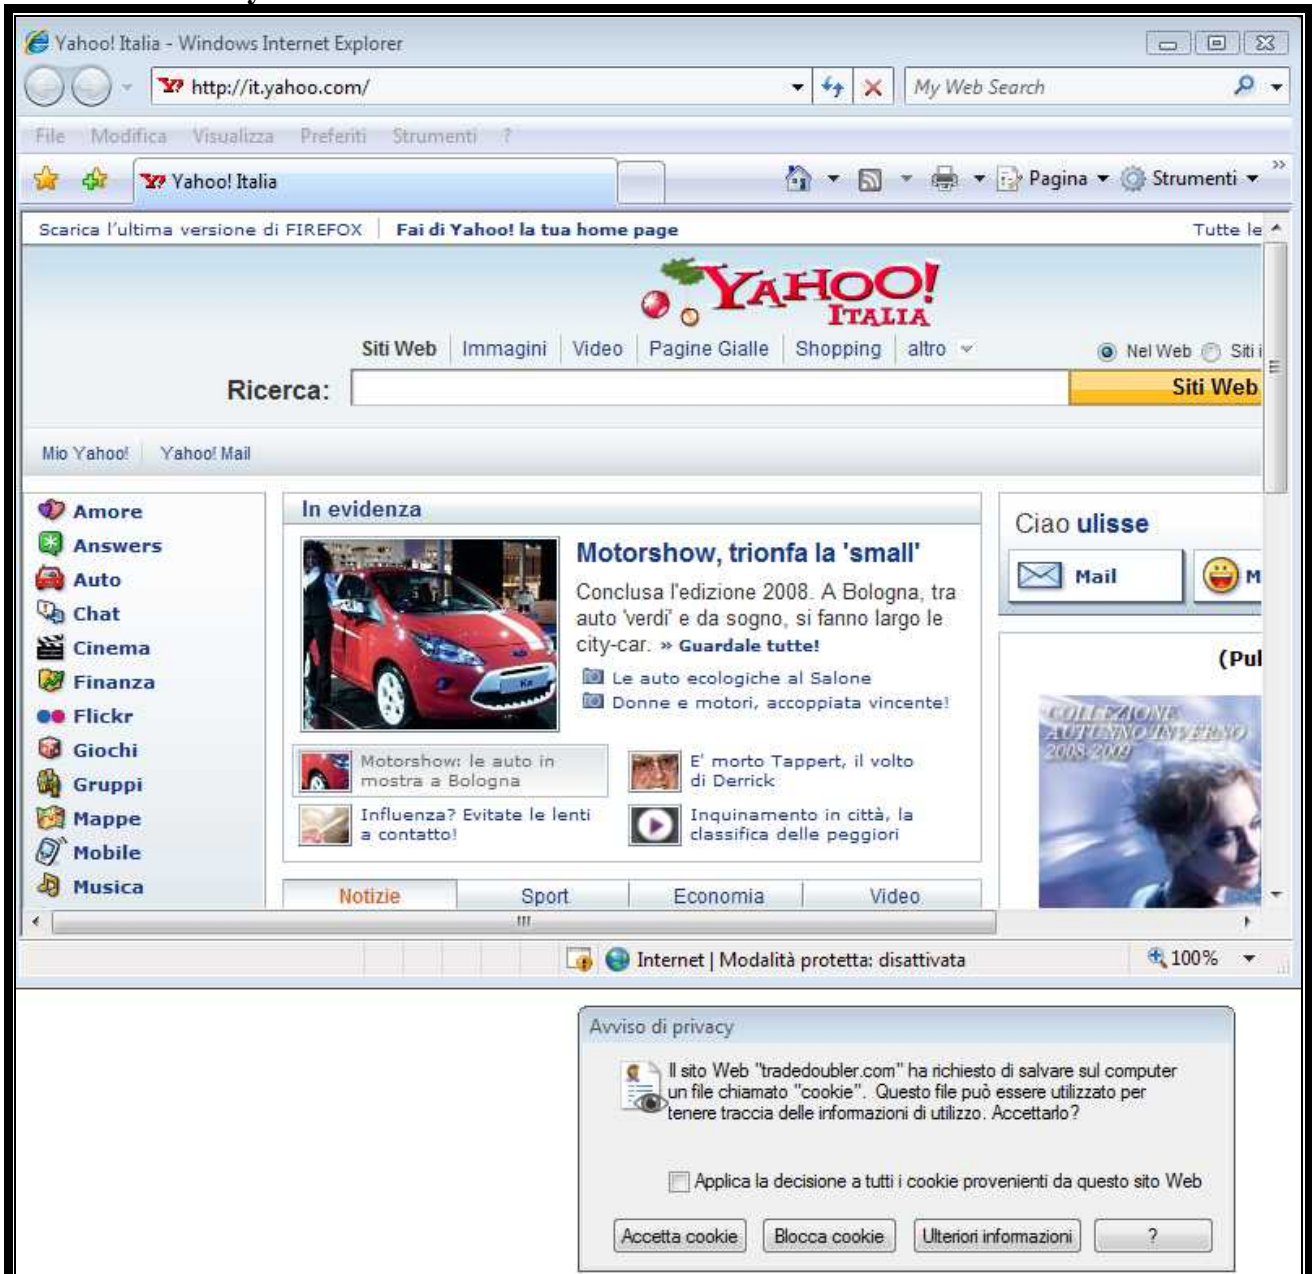 Yahoo! Italia - Windows Internet Explorer
http://it.yahoo.com/
My Web Search
File Modifica Visualizza Preferiti Strumenti ?
Yahoo! Italia
Pagina Strumenti
Scarica l'ultima versione di FIREFOX Fai di Yahoo! la tua home page Tutte le
YAHOO!
ITALIA
Siti Web Immagini Video Pagine Gialle Shopping altro Nel Web Siti i
Ricerca: Siti Web
Mio Yahoo! Yahoo! Mail
Amore
Answers
Auto
Chat
Cinema
Finanza
Flickr
Giochi
Gruppi
Mappe
Mobile
Musica
In evidenza
Motorshow, trionfa la 'small'
Conclusa l'edizione 2008. A Bologna, tra
auto 'verdi' e da sogno, si fanno largo le
city-car. » Guardale tutte!
Le auto ecologiche al Salone
Donne e motori, accoppiata vincente!
Motorshow: le auto in
mostra a Bologna
E' morto Tappert, il volto
di Derrick
Influenza? Evitate le lenti
a contatto!
Inquinamento in città, la
classifica delle peggiori
Notizie Sport Economia Video
Ciao ulisse
Mail M
(Pul
COLLEZIONE
AUTUNNO/INVERNO
2008-2009
Internet | Modalità protetta: disattivata 100%
Avviso di privacy
Il sito Web "tradedoubler.com" ha richiesto di salvare sul computer
un file chiamato "cookie". Questo file può essere utilizzato per
tenere traccia delle informazioni di utilizzo. Accettarlo?
Applica la decisione a tutti i cookie provenienti da questo sito Web
Accetta cookie Blocca cookie Ulteriori informazioni ?